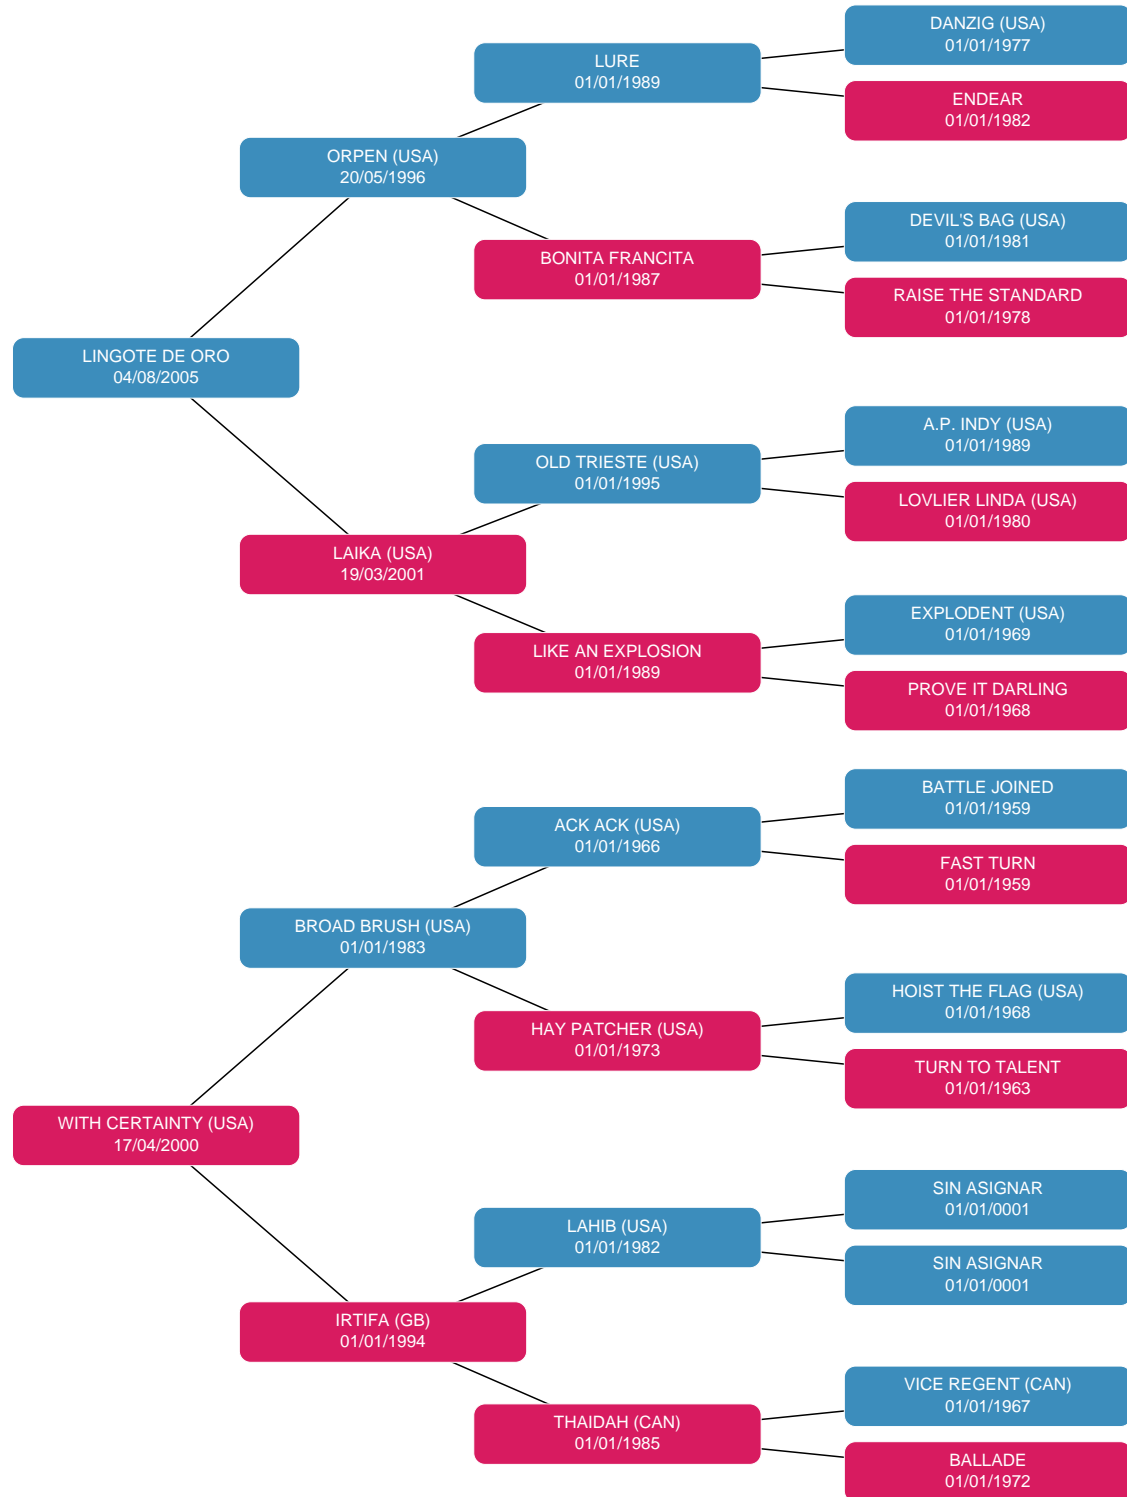 DANZIG (USA)
01/01/1977
LURE
01/01/1989
ENDEAR
01/01/1982
ORPEN (USA)
20/05/1996
DEVIL'S BAG (USA)
01/01/1981
BONITA FRANCITA
01/01/1987
RAISE THE STANDARD
01/01/1978
LINGOTE DE ORO
04/08/2005
A.P. INDY (USA)
01/01/1989
OLD TRIESTE (USA)
01/01/1995
LOVLIER LINDA (USA)
01/01/1980
LAIKA (USA)
19/03/2001
EXPLODENT (USA)
01/01/1969
LIKE AN EXPLOSION
01/01/1989
PROVE IT DARLING
01/01/1968
BATTLE JOINED
01/01/1959
ACK ACK (USA)
01/01/1966
FAST TURN
01/01/1959
BROAD BRUSH (USA)
01/01/1983
HOIST THE FLAG (USA)
01/01/1968
HAY PATCHER (USA)
01/01/1973
TURN TO TALENT
01/01/1963
WITH CERTAINTY (USA)
17/04/2000
SIN ASIGNAR
01/01/0001
LAHIB (USA)
01/01/1982
SIN ASIGNAR
01/01/0001
IRTIFA (GB)
01/01/1994
VICE REGENT (CAN)
01/01/1967
THAIDAH (CAN)
01/01/1985
BALLADE
01/01/1972